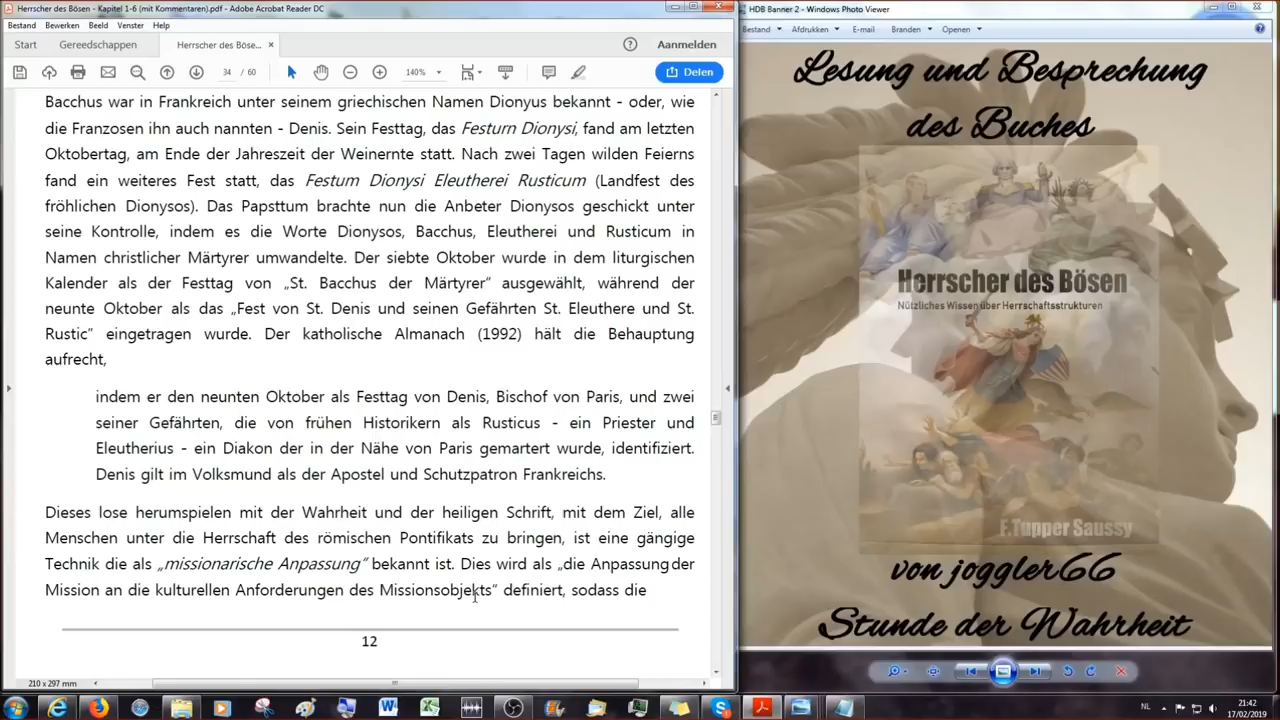 Herrscher des Bösen - Kapitel 1-6 (mit Kommentaren).pdf - Adobe Acrobat Reader DC
Bestand Bewerken Beeld Venster Help
Start Gereedschappen Herrscher des Böse... × Aanmelden
34 / 60 140% Delen
Bacchus war in Frankreich unter seinem griechischen Namen Dionyus bekannt - oder, wie
die Franzosen ihn auch nannten - Denis. Sein Festtag, das Festum Dionysi, fand am letzten
Oktobertag, am Ende der Jahreszeit der Weinernte statt. Nach zwei Tagen wilden Feierns
fand ein weiteres Fest statt, das Festum Dionysi Eleutherei Rusticum (Landfest des
fröhlichen Dionysos). Das Papsttum brachte nun die Anbeter Dionysos geschickt unter
seine Kontrolle, indem es die Worte Dionysos, Bacchus, Eleutherei und Rusticum in
Namen christlicher Märtyrer umwandelte. Der siebte Oktober wurde in dem liturgischen
Kalender als der Festtag von „St. Bacchus der Märtyrer“ ausgewählt, während der
neunte Oktober als das „Fest von St. Denis und seinen Gefährten St. Eleuthere und St.
Rustic” eingetragen wurde. Der katholische Almanach (1992) hält die Behauptung
aufrecht,
indem er den neunten Oktober als Festtag von Denis, Bischof von Paris, und zwei
seiner Gefährten, die von frühen Historikern als Rusticus - ein Priester und
Eleutherius - ein Diakon der in der Nähe von Paris gemartert wurde, identifiziert.
Denis gilt im Volksmund als der Apostel und Schutzpatron Frankreichs.
Dieses lose herumspielen mit der Wahrheit und der heiligen Schrift, mit dem Ziel, alle
Menschen unter die Herrschaft des römischen Pontifikats zu bringen, ist eine gängige
Technik die als „missionarische Anpassung“ bekannt ist. Dies wird als „die Anpassung der
Mission an die kulturellen Anforderungen des Missionsobjekts“ definiert, sodass die
12
210 x 297 mm
HDB Banner 2 - Windows Photo Viewer
Bestand Afdrukken E-mail Branden Openen
Lesung und Besprechung
des Buches
Herrscher des Bösen
Nützliches Wissen über Herrschaftsstrukturen
F.Tupper Saussy
von joggler66
Stunde der Wahrheit
NL 21:42
17/02/2019